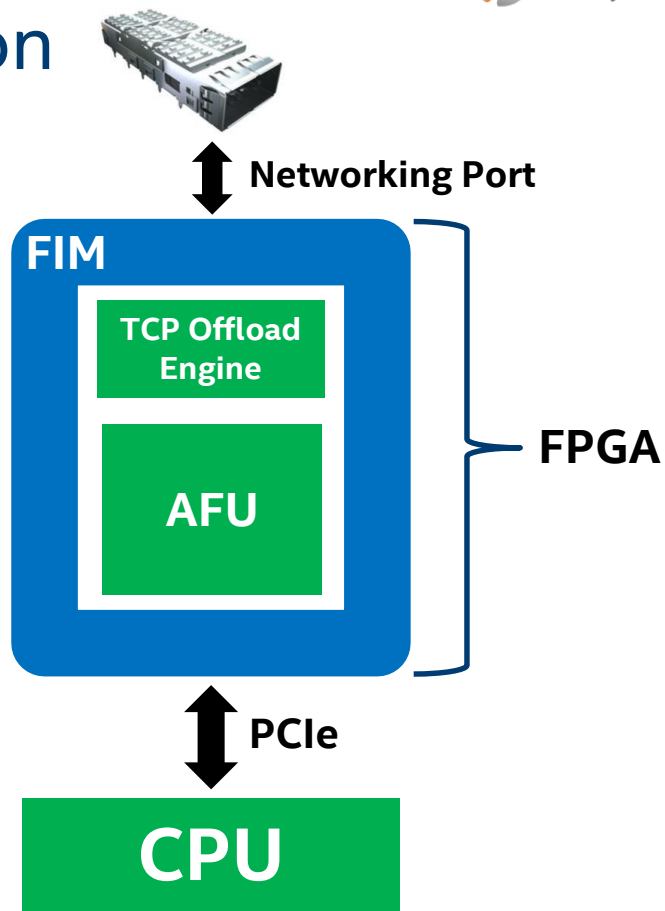 on
Networking Port
FIM
TCP Offload
Engine
AFU
FPGA
PCIe
CPU